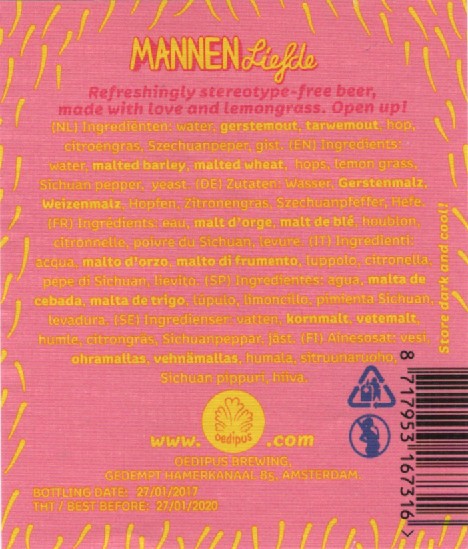 MANNEN Liefde
Refreshingly stereotype-free beer,
made with love and lemongrass. Open up!
(NL) Ingrediënten: water, gerstemout, tarwemout, hop,
citroengras, Szechuanpeper, gist. (EN) Ingredients:
water, malted barley, malted wheat, hops, lemon grass,
Sichuan pepper, yeast. (DE) Zutaten: Wasser, Gerstenmalz,
Weizenmalz, Hopfen, Zitronengras, Szechuanpfeffer, Hefe.
(FR) Ingrédients: eau, malt d'orge, malt de blé, houblon,
citronnelle, poivre du Sichuan, levure. (IT) Ingredienti:
acqua, malto d'orzo, malto di frumento, luppolo, citronella,
pepe di Sichuan, lievito. (SP) Ingredientes: agua, malta de
cebada, malta de trigo, lúpulo, limoncillo, pimienta Sichuan,
levadura. (SE) Ingredienser: vatten, kornmalt, vetemalt,
humle, citrongräs, Sichuanpeppar, jäst. (FI) Ainesosat: vesi,
ohramallas, vehnämallas, humala, sitruunaruoho,
Sichuan pippuri, hiiva.
Store dark and cool!
www. oedipus .com
OEDIPUS BREWING,
GEDEMPT HAMERKANAAL 85, AMSTERDAM.
BOTTLING DATE: 27/01/2017
THT / BEST BEFORE: 27/01/2020
8 717953 167316 >